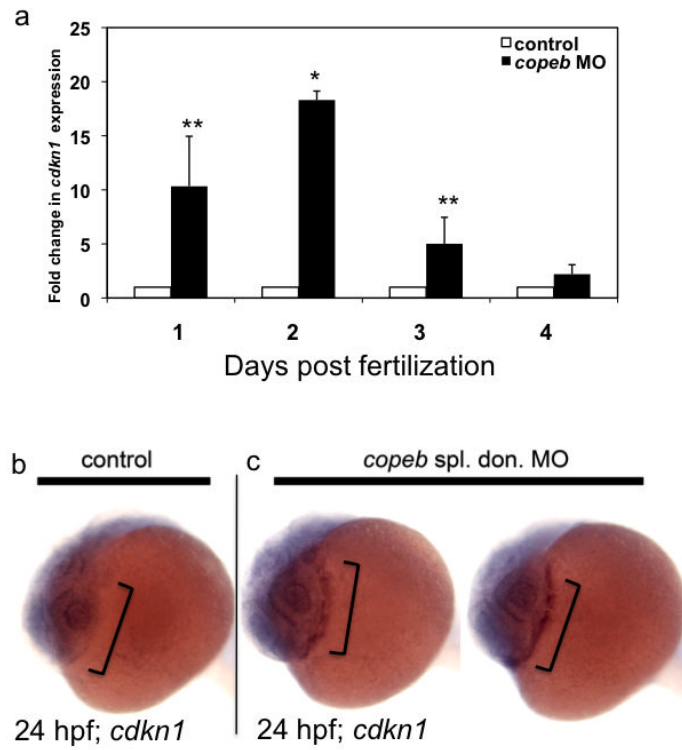 a
Fold change in cdkn1 expression
25
20
15
10
5
0
control
copeb MO
**
*
**
1 2 3 4
Days post fertilization
b
control
c
copeb spl. don. MO
24 hpf; cdkn1
24 hpf; cdkn1